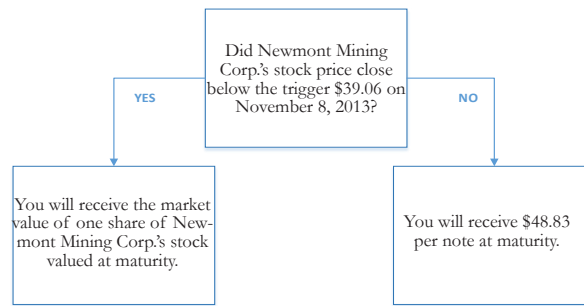 Did Newmont Mining
Corp.'s stock price close
below the trigger $39.06 on
November 8, 2013?
YES
NO
You will receive the market
value of one share of New-
mont Mining Corp.'s stock
valued at maturity.
You will receive $48.83
per note at maturity.